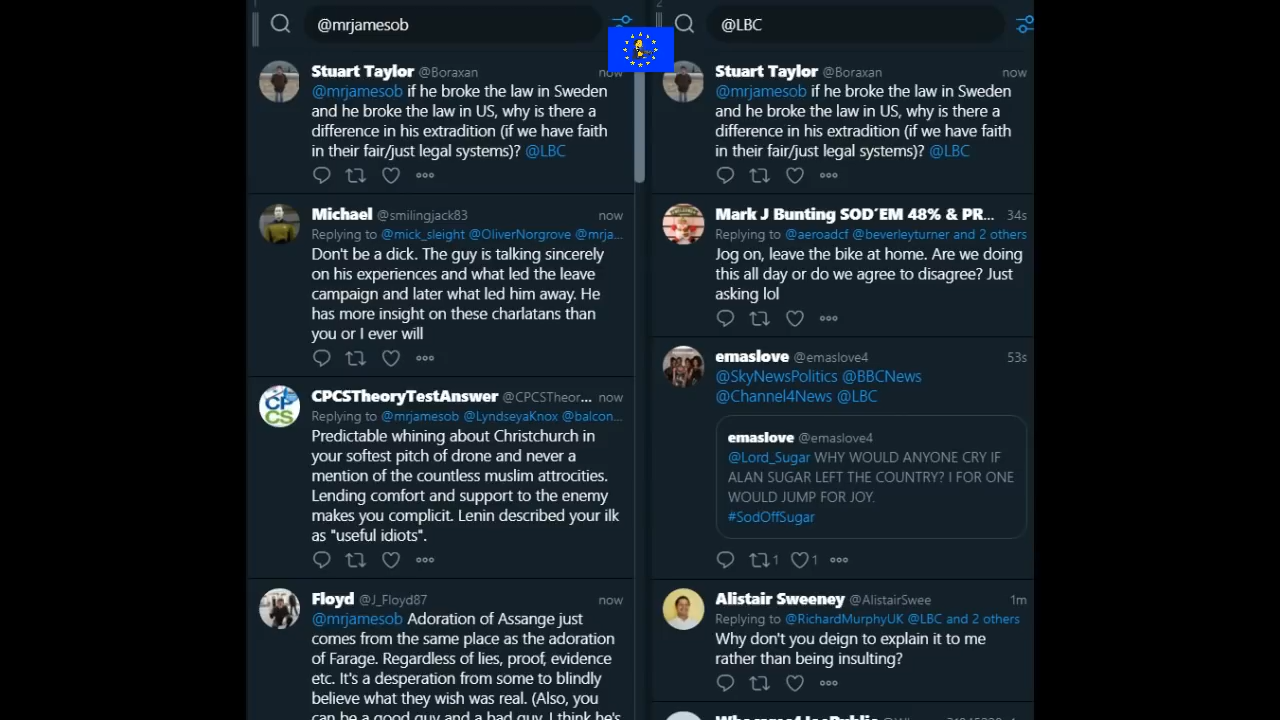 1
@mrjamesob
Stuart Taylor @Boraxan now
@mrjamesob if he broke the law in Sweden
and he broke the law in US, why is there a
difference in his extradition (if we have faith
in their fair/just legal systems)? @LBC
Michael @smilingjack83 now
Replying to @mick_sleight @OliverNorgrove @mrja...
Don't be a dick. The guy is talking sincerely
on his experiences and what led the leave
campaign and later what led him away. He
has more insight on these charlatans than
you or I ever will
CPCSTheoryTestAnswer @CPCSTheor... now
Replying to @mrjamesob @LyndseyaKnox @balcon...
Predictable whining about Christchurch in
your softest pitch of drone and never a
mention of the countless muslim attrocities.
Lending comfort and support to the enemy
makes you complicit. Lenin described your ilk
as "useful idiots".
CPCS
Floyd @J_Floyd87 now
@mrjamesob Adoration of Assange just
comes from the same place as the adoration
of Farage. Regardless of lies, proof, evidence
etc. It's a desperation from some to blindly
believe what they wish was real. (Also, you
can be a good guy and a bad guy. I think he's
2
@LBC
Stuart Taylor @Boraxan now
@mrjamesob if he broke the law in Sweden
and he broke the law in US, why is there a
difference in his extradition (if we have faith
in their fair/just legal systems)? @LBC
Mark J Bunting SOD´EM 48% & PR... 34s
Replying to @aeroadcf @beverleyturner and 2 others
Jog on, leave the bike at home. Are we doing
this all day or do we agree to disagree? Just
asking lol
emaslove @emaslove4 53s
@SkyNewsPolitics @BBCNews
@Channel4News @LBC
emaslove @emaslove4
@Lord_Sugar WHY WOULD ANYONE CRY IF
ALAN SUGAR LEFT THE COUNTRY? I FOR ONE
WOULD JUMP FOR JOY.
#SodOffSugar
1 1
Alistair Sweeney @AlistairSwee 1m
Replying to @RichardMurphyUK @LBC and 2 others
Why don't you deign to explain it to me
rather than being insulting?